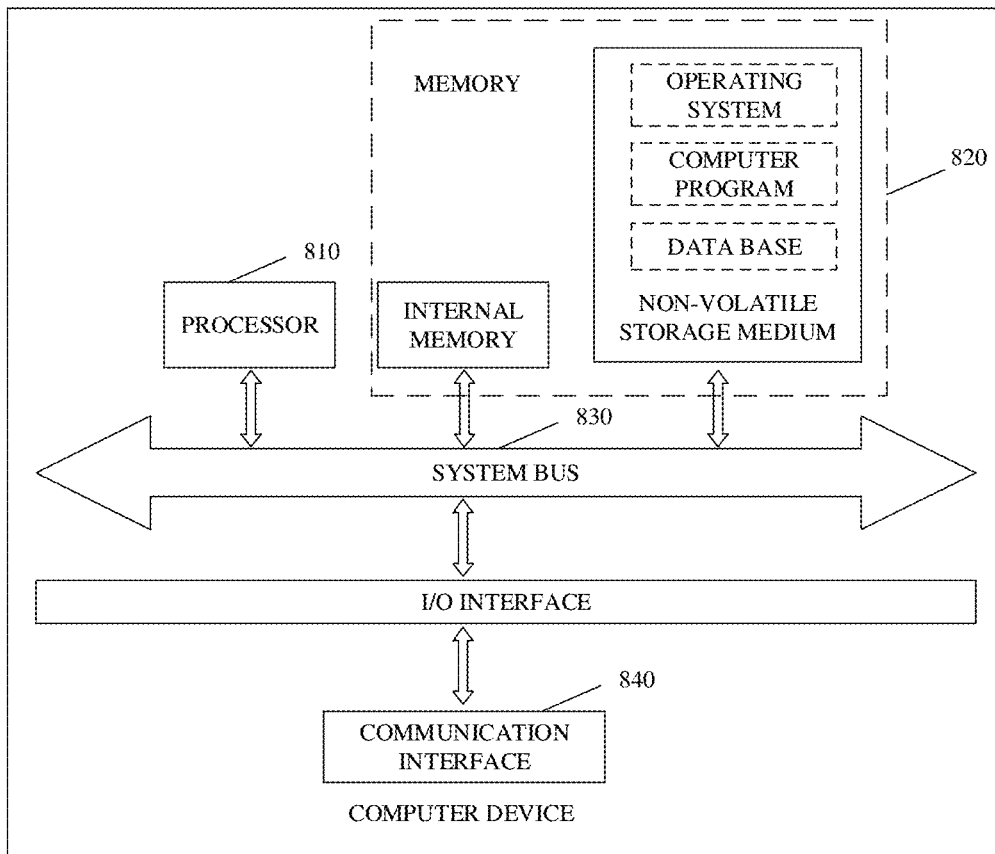 MEMORY
OPERATING
SYSTEM
COMPUTER
PROGRAM
DATA BASE
NON-VOLATILE
STORAGE MEDIUM
820
810
PROCESSOR
INTERNAL
MEMORY
830
SYSTEM BUS
I/O INTERFACE
840
COMMUNICATION
INTERFACE
COMPUTER DEVICE